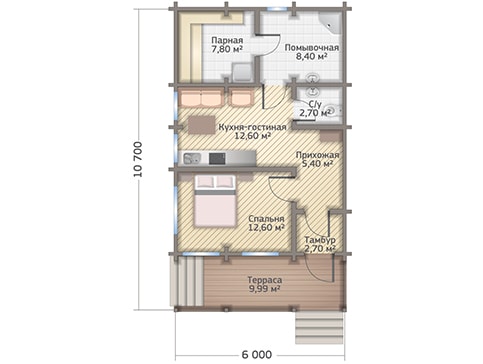 Парная
7,80 м²
Помывочная
8,40 м²
С/у
2,70 м²
Кухня-гостиная
12,60 м²
Прихожая
5,40 м²
Спальня
12,60 м²
Тамбур
2,70 м²
Терраса
9,99 м²
10 700
6 000